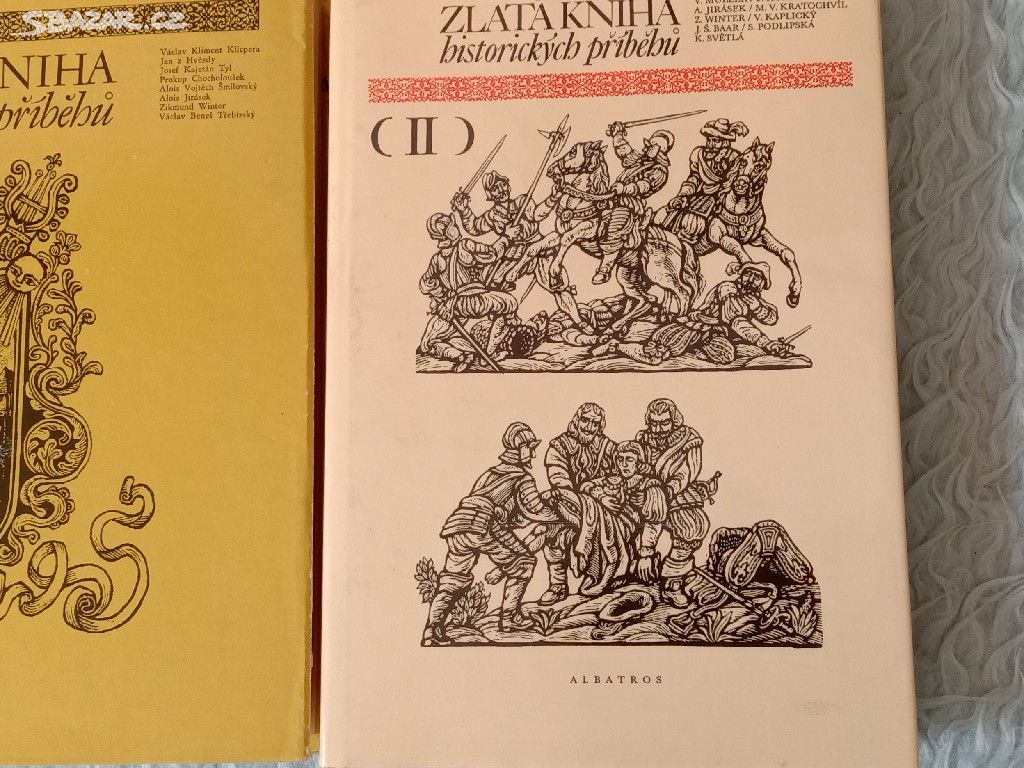 SBAZAR.CZ
NIHA
příběhů
Václav Kliment Klicpera
Jan z Hvězdy
Josef Kajetán Tyl
Prokop Chocholoušek
Alois Vojtěch Šmilovský
Alois Jirásek
Zikmund Winter
Václav Beneš Třebízský
ZLATÁ KNIHA
historických příběhů
A. JIRÁSEK / M. V. KRATOCHVÍL
Z. WINTER / V. KAPLICKÝ
J. Š. BAAR / S. PODLIPSKÁ
K. SVĚTLÁ
(II)
ALBATROS